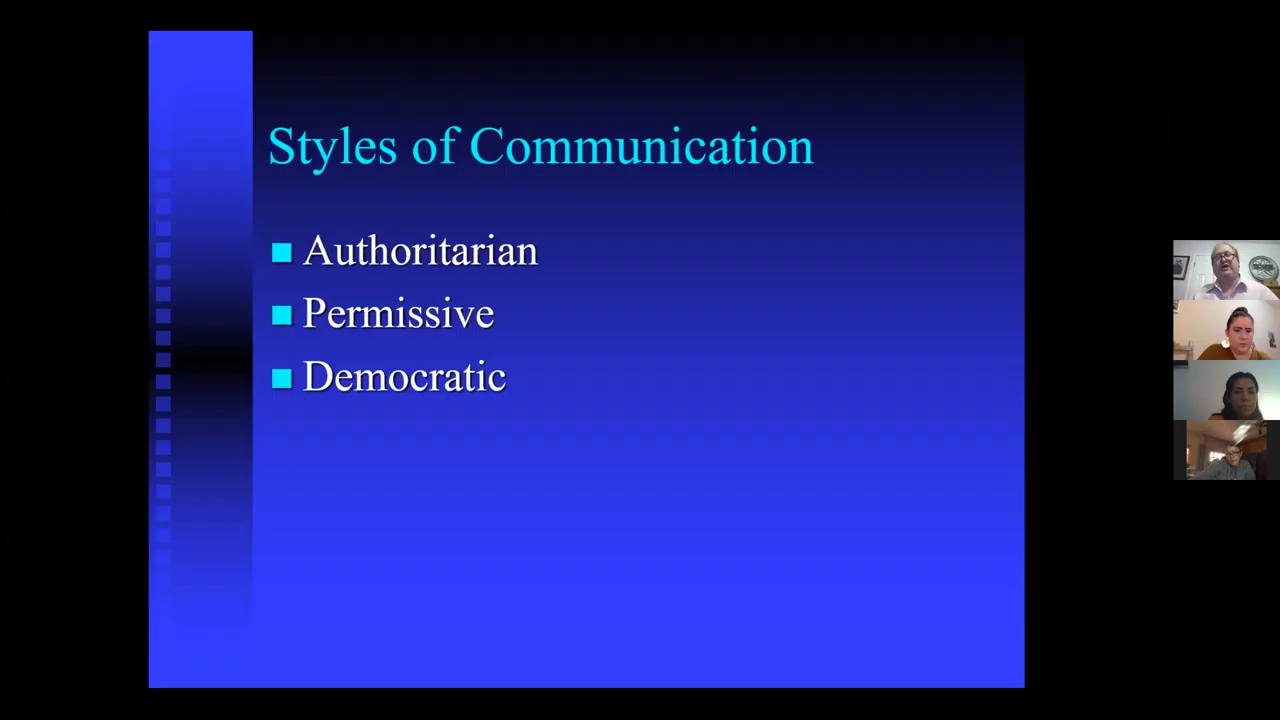 Styles of Communication
Authoritarian
Permissive
Democratic